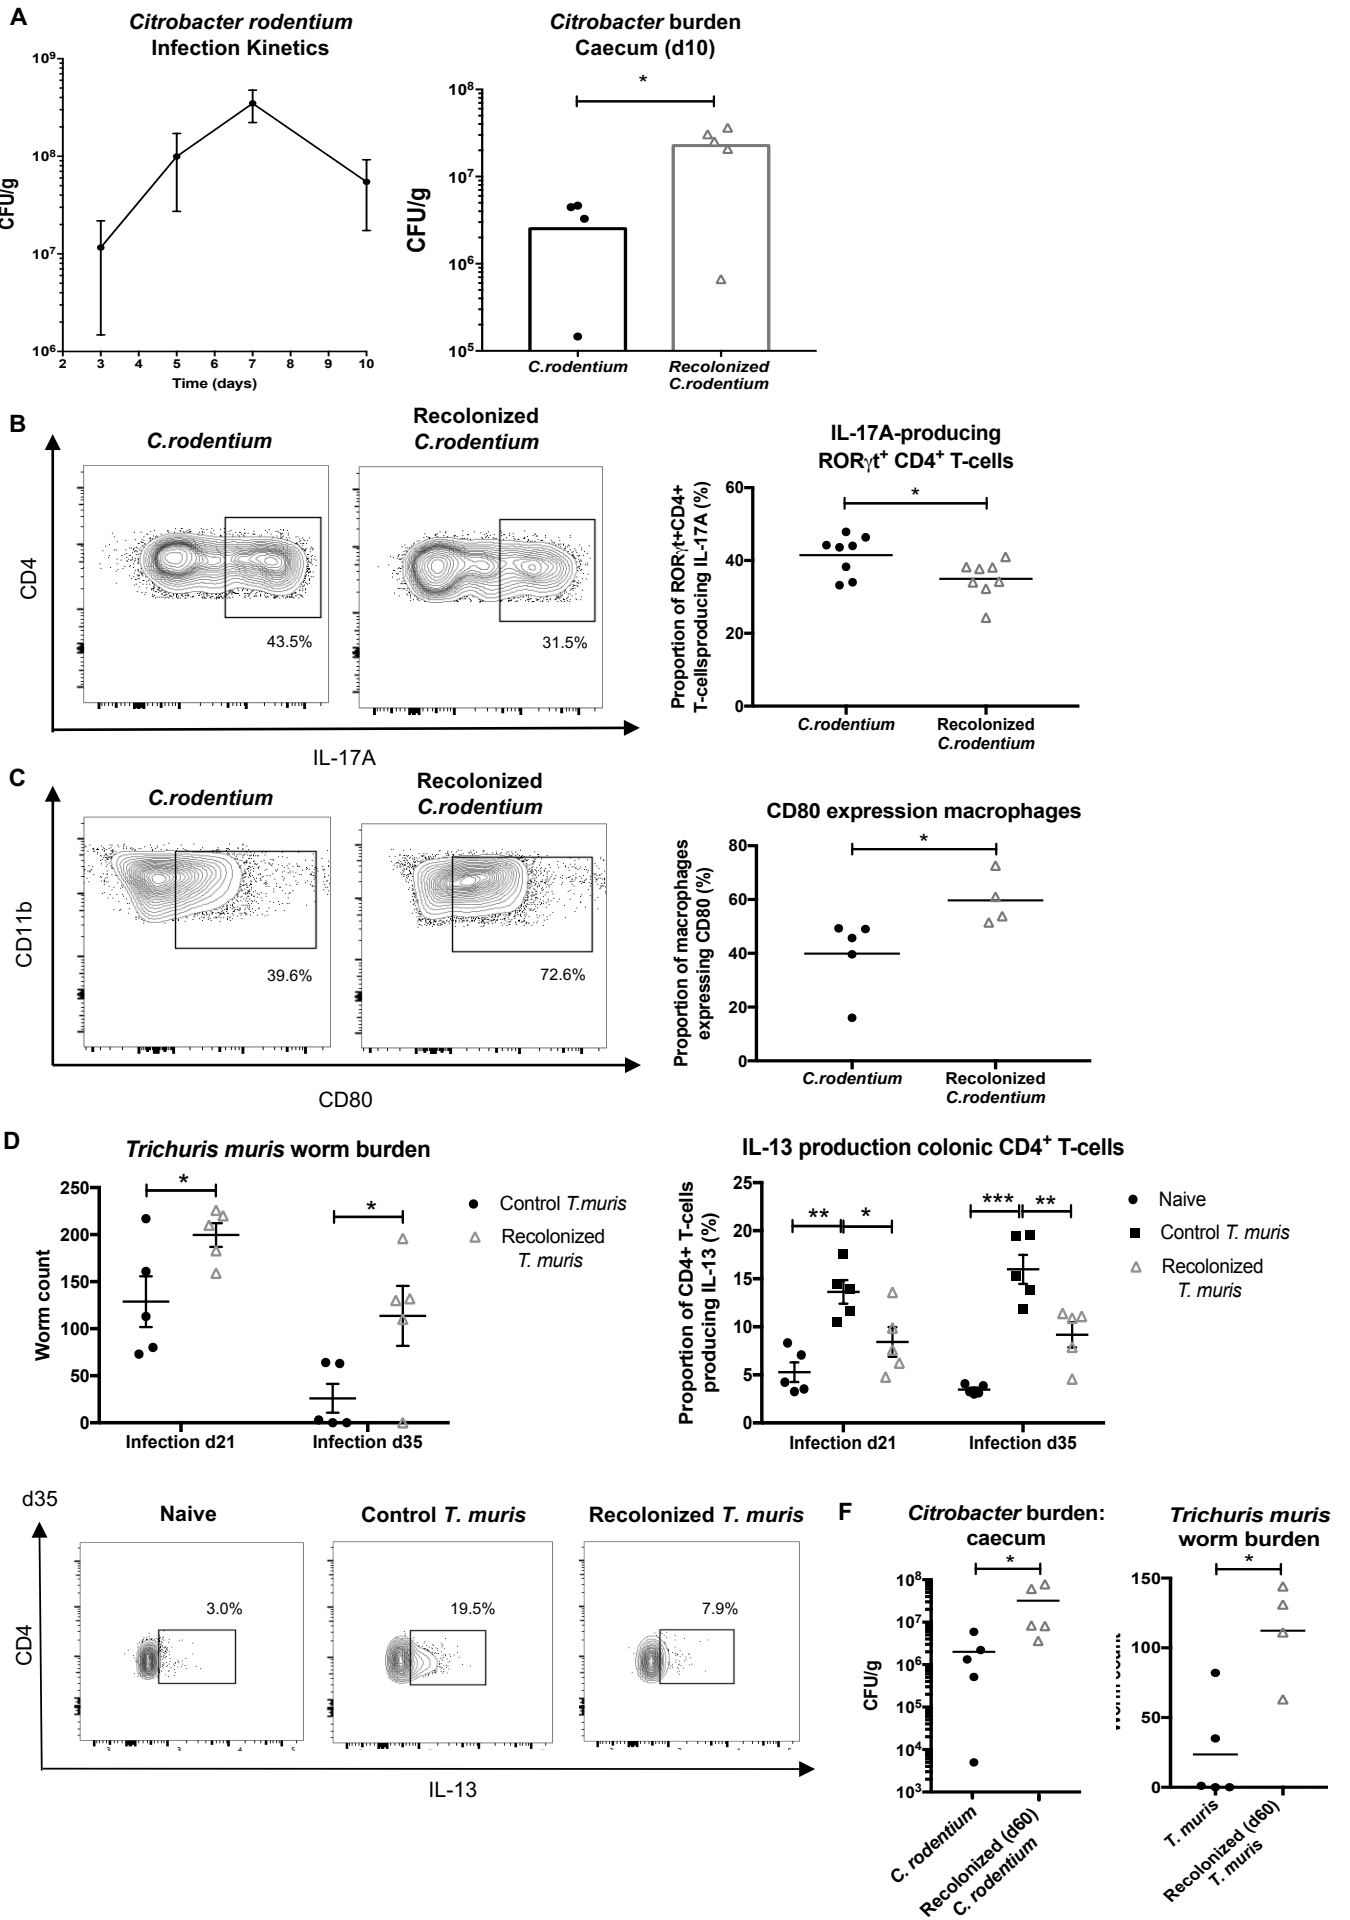 A
Citrobacter rodentium
Infection Kinetics
10⁹
10⁸
10⁷
10⁶
CFU/g
2 3 4 5 6 7 8 9 10
Time (days)
Citrobacter burden
Caecum (d10)
*
10⁸
10⁷
10⁶
10⁵
CFU/g
C.rodentium
Recolonized
C.rodentium
B
C.rodentium
Recolonized
C.rodentium
CD4
43.5%
31.5%
IL-17A
IL-17A-producing
RORγt⁺ CD4⁺ T-cells
*
Proportion of RORγt+CD4+
T-cellsproducing IL-17A (%)
60
40
20
0
C.rodentium
Recolonized
C.rodentium
C
C.rodentium
Recolonized
C.rodentium
CD11b
39.6%
72.6%
CD80
CD80 expression macrophages
*
Proportion of macrophages
expressing CD80 (%)
80
60
40
20
0
C.rodentium
Recolonized
C.rodentium
D
Trichuris muris worm burden
* *
Worm count
250
200
150
100
50
0
Infection d21
Infection d35
Control T.muris
Recolonized
T. muris
IL-13 production colonic CD4⁺ T-cells
** * *** **
Proportion of CD4+ T-cells
producing IL-13 (%)
25
20
15
10
5
0
Infection d21
Infection d35
Naive
Control T. muris
Recolonized
T. muris
d35
Naive
Control T. muris
Recolonized T. muris
CD4
3.0%
19.5%
7.9%
IL-13
F
Citrobacter burden:
caecum
*
10⁸
10⁷
10⁶
10⁵
10⁴
10³
CFU/g
C. rodentium
Recolonized (d60)
C. rodentium
Trichuris muris
worm burden
*
150
100
50
0
T. muris
Recolonized (d60)
T. muris